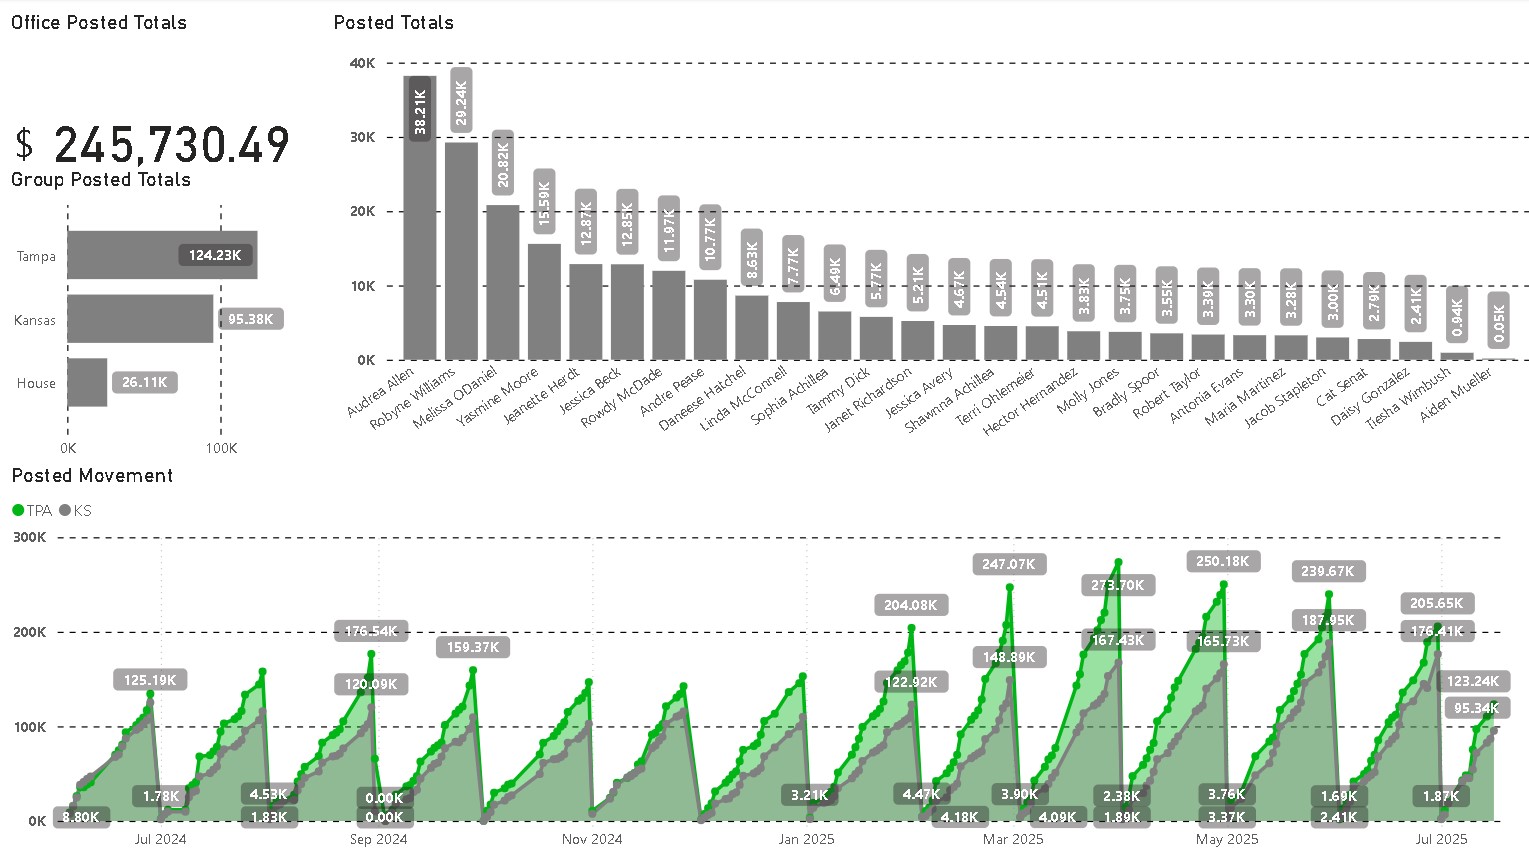 Office Posted Totals
$ 245,730.49
Group Posted Totals
Tampa
124.23K
Kansas
95.38K
House
26.11K
0K
100K
Posted Totals
40K
30K
20K
10K
0K
38.21K
29.24K
20.82K
15.59K
12.87K
12.85K
11.97K
10.77K
8.63K
7.77K
6.49K
5.77K
5.21K
4.67K
4.54K
4.51K
3.83K
3.75K
3.55K
3.39K
3.30K
3.28K
3.00K
2.79K
2.41K
0.94K
0.05K
Audrea Allen
Robyne Williams
Melissa ODaniel
Yasmine Moore
Jeanette Herdt
Jessica Beck
Rowdy McDade
Andre Pease
Daneese Hatchel
Linda McConnell
Sophia Achillea
Tammy Dick
Janet Richardson
Jessica Avery
Shawnna Achillea
Terri Ohlemeier
Hector Hernandez
Molly Jones
Bradly Spoor
Robert Taylor
Antonia Evans
Maria Martinez
Jacob Stapleton
Cat Senat
Daisy Gonzalez
Tiesha Winbush
Aiden Mueller
Posted Movement
TPA KS
300K
200K
100K
0K
8.80K
125.19K
1.78K
4.53K
1.83K
176.54K
120.09K
0.00K
0.00K
159.37K
3.21K
204.08K
122.92K
4.47K
4.18K
247.07K
148.89K
3.90K
4.09K
273.70K
167.43K
2.38K
1.89K
250.18K
165.73K
3.76K
3.37K
239.67K
187.95K
1.69K
2.41K
205.65K
176.41K
1.87K
123.24K
95.34K
Jul 2024
Sep 2024
Nov 2024
Jan 2025
Mar 2025
May 2025
Jul 2025